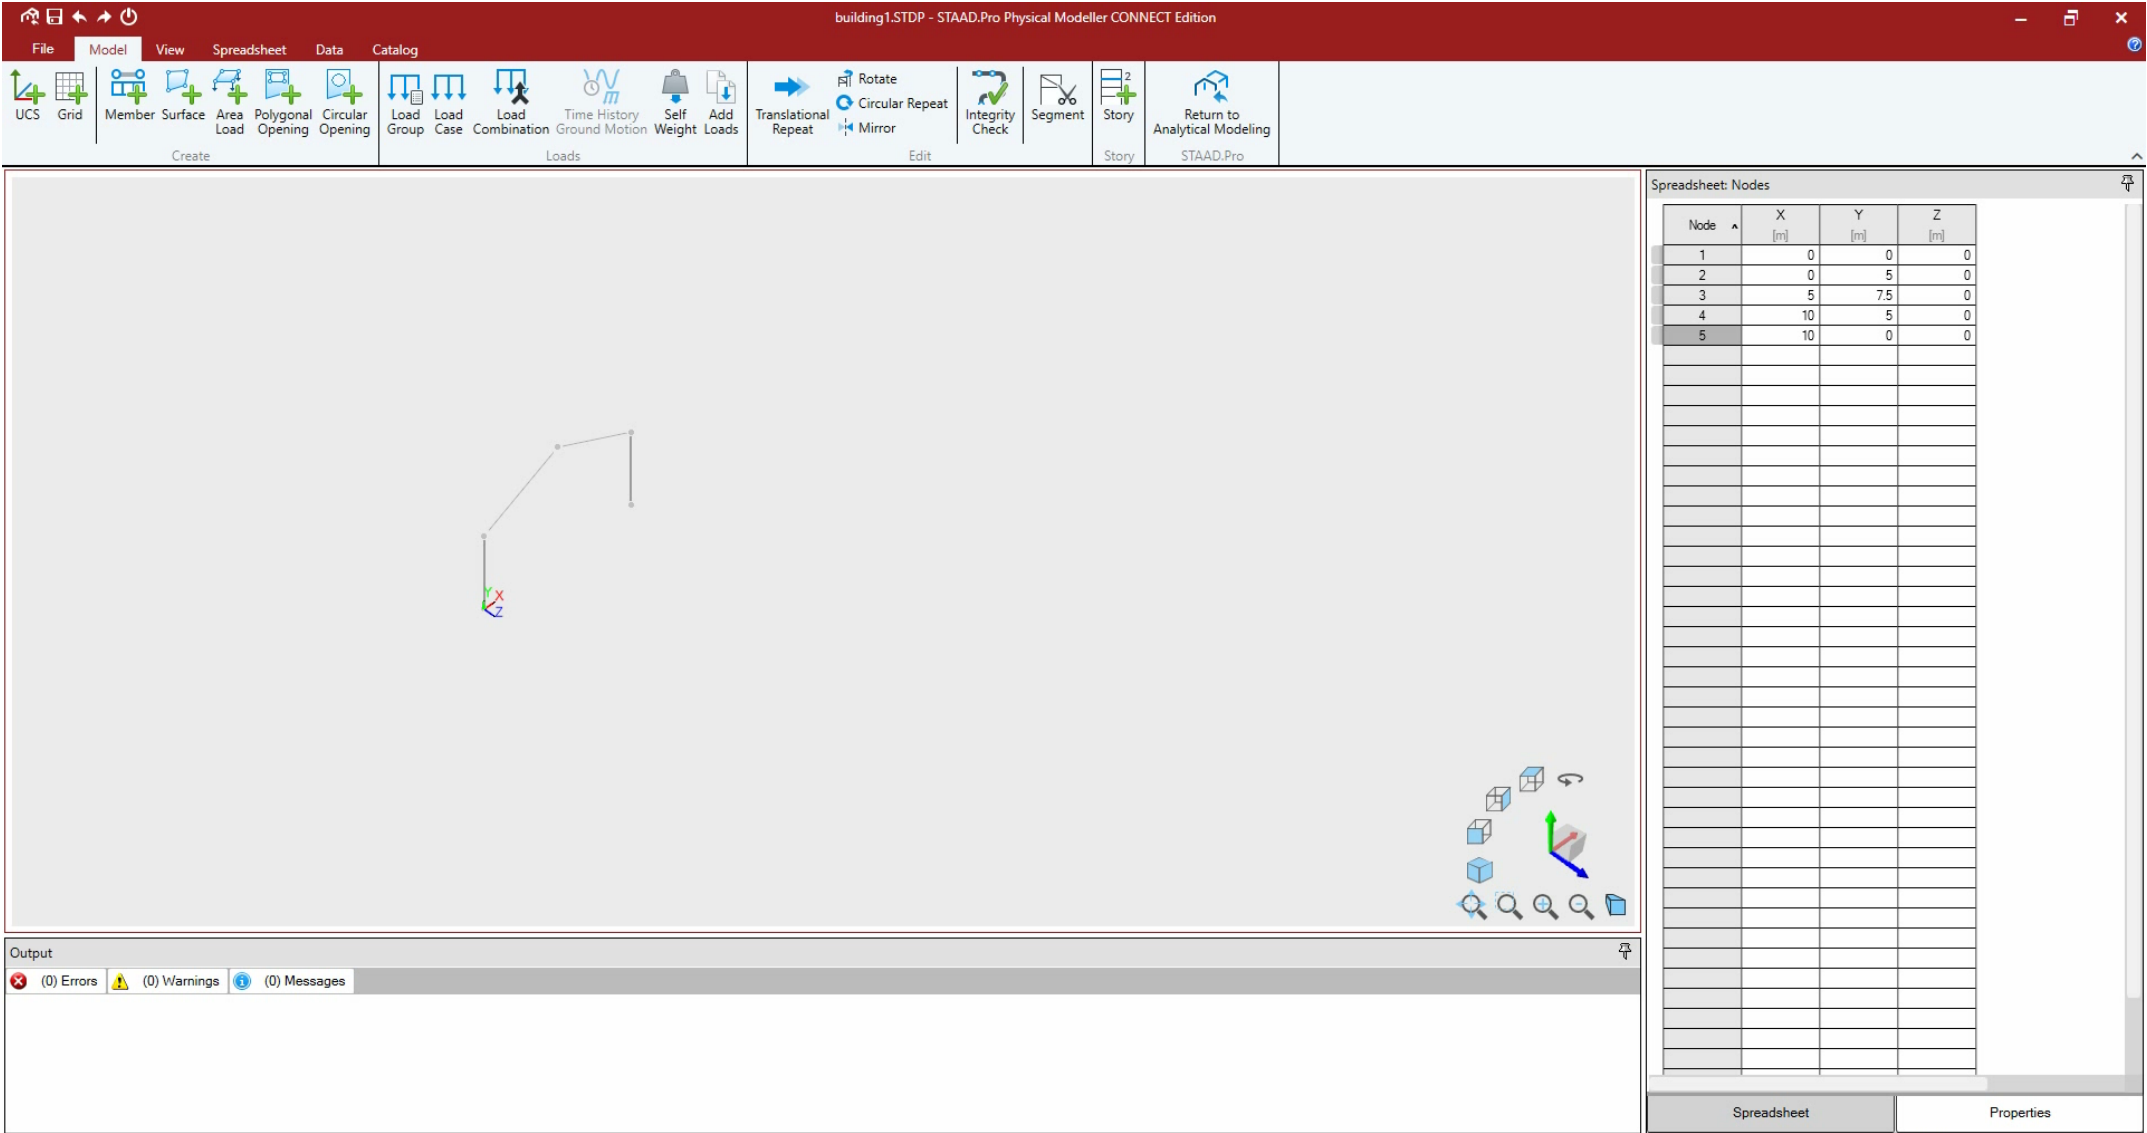 building1.STDP - STAAD.Pro Physical Modeller CONNECT Edition
File Model View Spreadsheet Data Catalog
UCS
Grid
Member
Surface
Area Load
Polygonal Opening
Circular Opening
Create
Load Group
Load Case
Load Combination
Time History Ground Motion
Self Weight
Add Loads
Loads
Translational Repeat
Rotate
Circular Repeat
Mirror
Integrity Check
Segment
Edit
2
Story
Story
Return to Analytical Modeling
STAAD.Pro
Y
X
Z
Spreadsheet: Nodes
Node X [m] Y [m] Z [m]
1 0 0 0
2 0 5 0
3 5 7.5 0
4 10 5 0
5 10 0 0
Output
(0) Errors (0) Warnings (0) Messages
Spreadsheet Properties